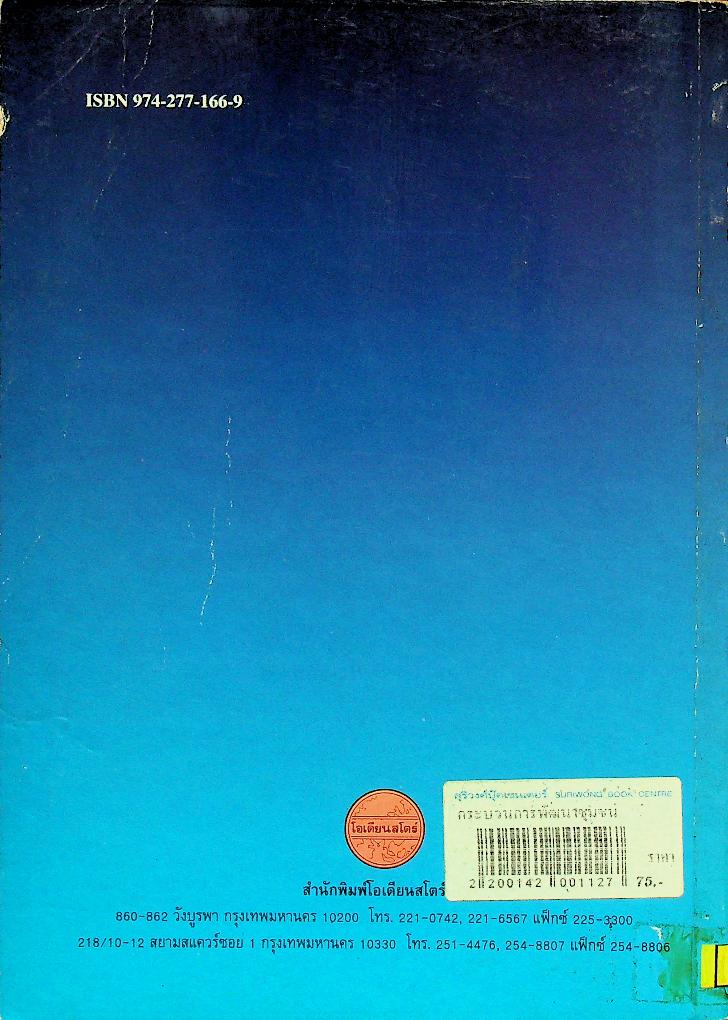 ISBN 974-277-166-9
สุริวงศ์บุ๊คเซนเตอร์ SURIWONG BOOK CENTRE
กระบวนการพัฒนาชุมชน
ราคา
2 200142 001127 75.-
โอเดียนสโตร์
สำนักพิมพ์โอเดียนสโตร์
860-862 วังบูรพา กรุงเทพมหานคร 10200 โทร. 221-0742, 221-6567 แฟ็กซ์ 225-3300
218/10-12 สยามสแควร์ซอย 1 กรุงเทพมหานคร 10330 โทร. 251-4476, 254-8807 แฟ็กซ์ 254-8806